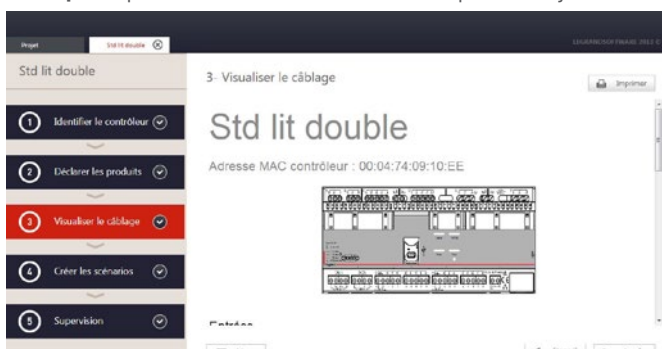 Projet
Std lit double
Std lit double
1
Identifier le contrôleur
2
Déclarer les produits
3
Visualiser le câblage
4
Créer les scénarios
5
Supervision
3- Visualiser le câblage
Imprimer
Std lit double
Adresse MAC contrôleur : 00:04:74:09:10:EE
Entrées